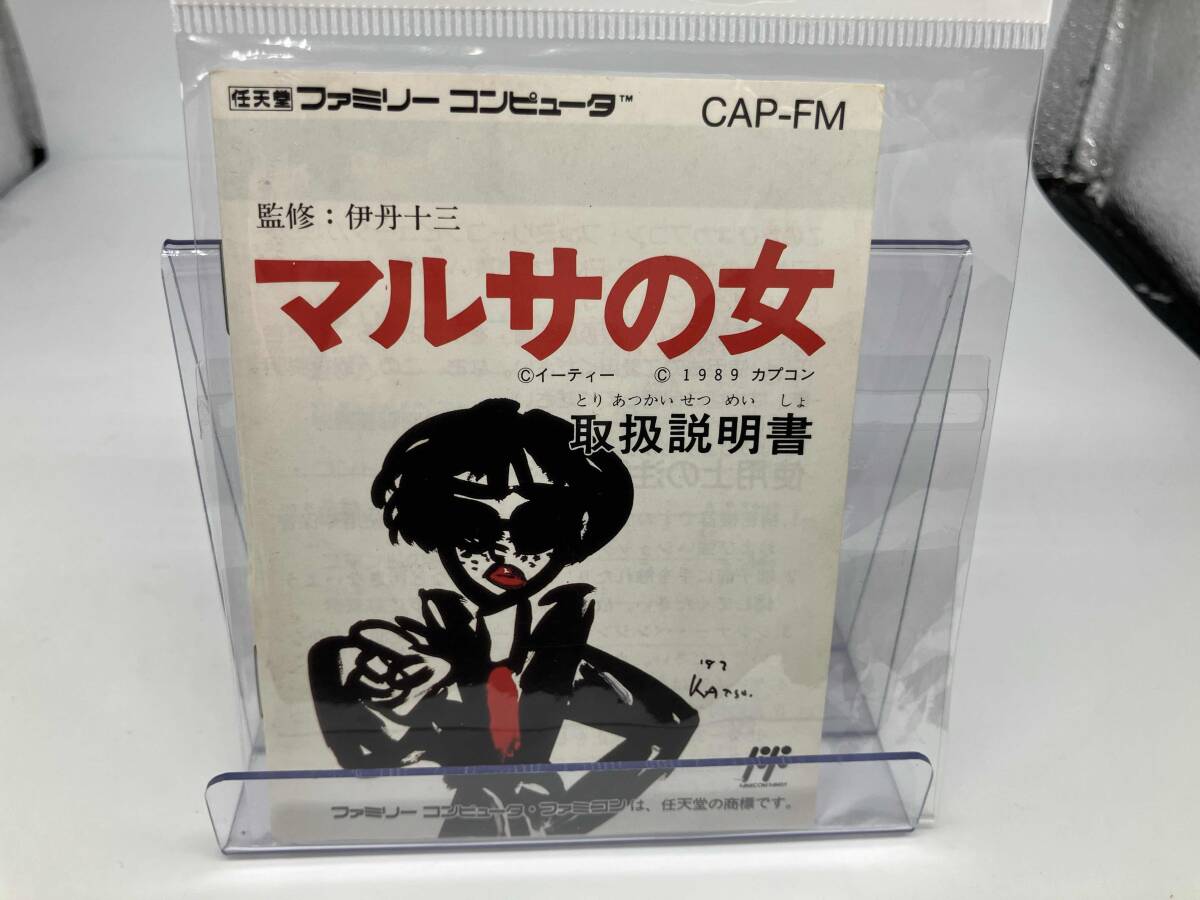 任天堂 ファミリー コンピュータ™
CAP-FM
監修：伊丹十三
マルサの女
©イーティー © 1989 カプコン
とり あつかい せつ めい しょ
取扱説明書
KATSU.
ファミリー コンピュータ・ファミコンは、任天堂の商標です。